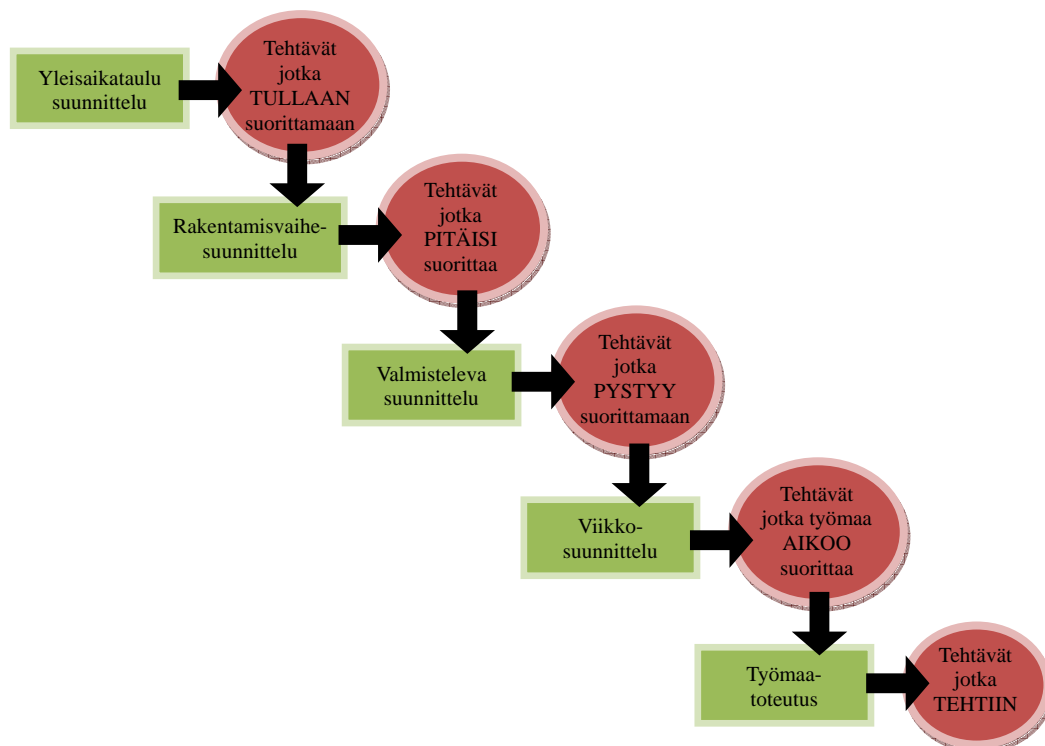 Yleisaikataulu
suunnittelu
Tehtävät
jotka
TULLAAN
suorittamaan
Rakentamisvaihe-
suunnittelu
Tehtävät
jotka
PITÄISI
suorittaa
Valmisteleva
suunnittelu
Tehtävät
jotka
PYSTYY
suorittamaan
Viikko-
suunnittelu
Tehtävät
jotka työmaa
AIKOO
suorittaa
Työmaa-
toteutus
Tehtävät
jotka
TEHTIIN